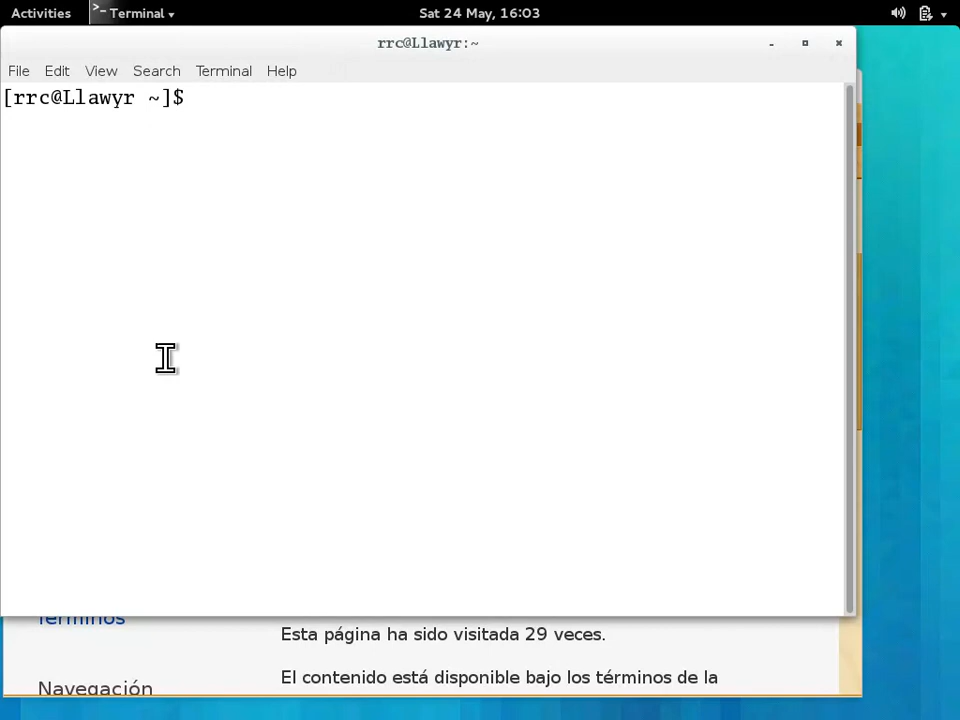 Activities Terminal Sat 24 May, 16:03
rrc@Llawyr:~
File Edit View Search Terminal Help
[rrc@Llawyr ~]$
Términos
Esta página ha sido visitada 29 veces.
El contenido está disponible bajo los términos de la
Navegación